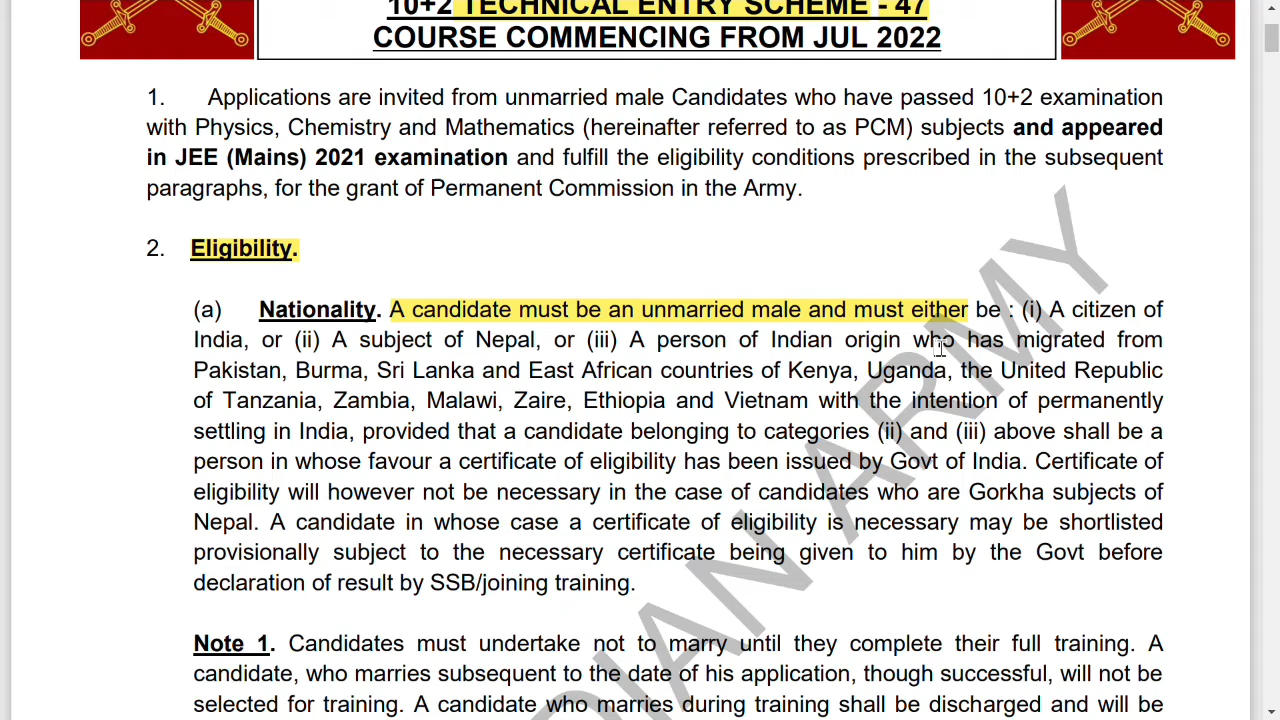 10+2 TECHNICAL ENTRY SCHEME - 47
COURSE COMMENCING FROM JUL 2022
1. Applications are invited from unmarried male Candidates who have passed 10+2 examination
with Physics, Chemistry and Mathematics (hereinafter referred to as PCM) subjects and appeared
in JEE (Mains) 2021 examination and fulfill the eligibility conditions prescribed in the subsequent
paragraphs, for the grant of Permanent Commission in the Army.
2. Eligibility.
(a) Nationality. A candidate must be an unmarried male and must either be : (i) A citizen of
India, or (ii) A subject of Nepal, or (iii) A person of Indian origin who has migrated from
Pakistan, Burma, Sri Lanka and East African countries of Kenya, Uganda, the United Republic
of Tanzania, Zambia, Malawi, Zaire, Ethiopia and Vietnam with the intention of permanently
settling in India, provided that a candidate belonging to categories (ii) and (iii) above shall be a
person in whose favour a certificate of eligibility has been issued by Govt of India. Certificate of
eligibility will however not be necessary in the case of candidates who are Gorkha subjects of
Nepal. A candidate in whose case a certificate of eligibility is necessary may be shortlisted
provisionally subject to the necessary certificate being given to him by the Govt before
declaration of result by SSB/joining training.
Note 1. Candidates must undertake not to marry until they complete their full training. A
candidate, who marries subsequent to the date of his application, though successful, will not be
selected for training. A candidate who marries during training shall be discharged and will be
DIAN ARMY